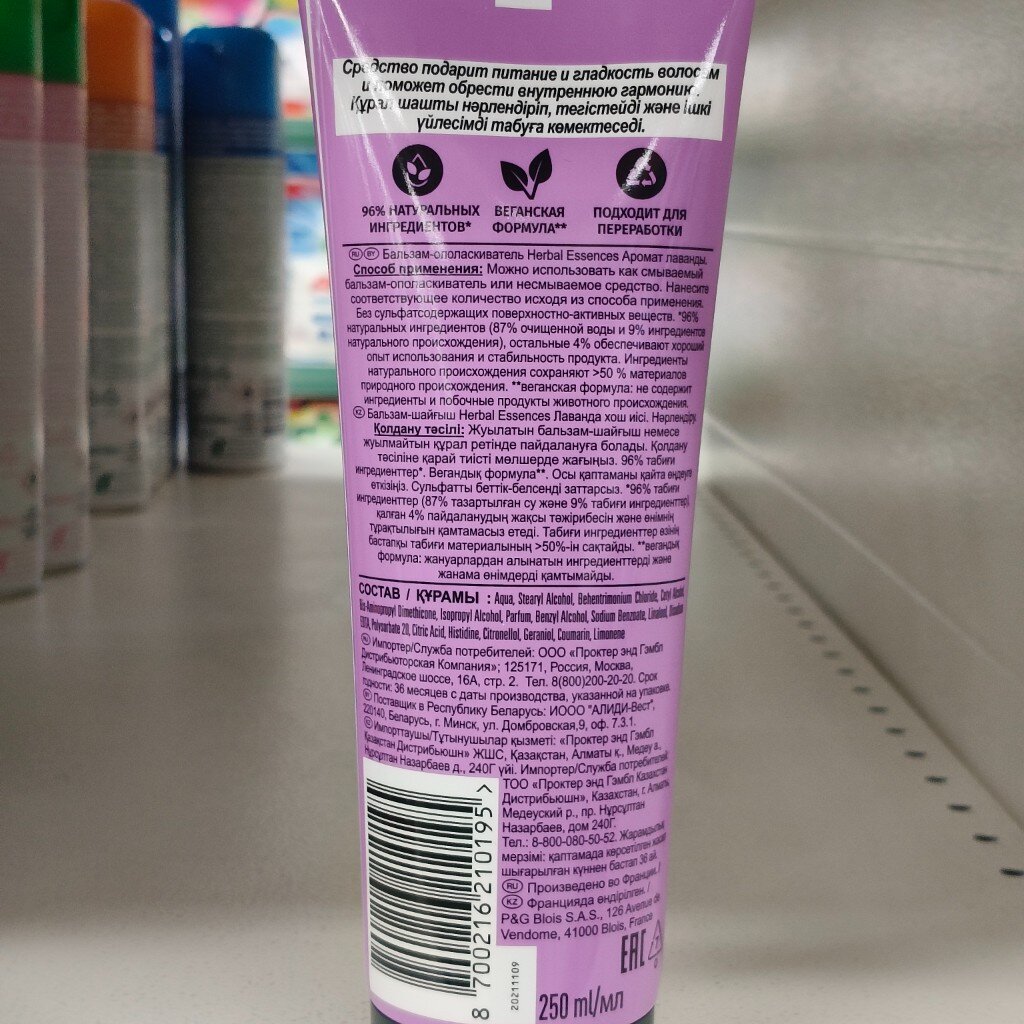 Средство подарит питание и гладкость волосам
и поможет обрести внутреннюю гармонию.
Құрал шашты нәрлендіріп, тегістейді және ішкі
үйлесімді табуға көмектеседі.
96% НАТУРАЛЬНЫХ
ИНГРЕДИЕНТОВ*
ВЕГАНСКАЯ
ФОРМУЛА**
ПОДХОДИТ ДЛЯ
ПЕРЕРАБОТКИ
RU BY Бальзам-ополаскиватель Herbal Essences Аромат лаванды.
Способ применения: Можно использовать как смываемый
бальзам-ополаскиватель или несмываемое средство. Нанесите
соответствующее количество исходя из способа применения.
Без сульфатсодержащих поверхностно-активных веществ. *96%
натуральных ингредиентов (87% очищенной воды и 9% ингредиентов
натурального происхождения), остальные 4% обеспечивают хороший
опыт использования и стабильность продукта. Ингредиенты
натурального происхождения сохраняют >50 % материалов
природного происхождения. **веганская формула: не содержит
ингредиенты и побочные продукты животного происхождения.
KZ Бальзам-шайғыш Herbal Essences Лаванда хош иісі. Нәрлендіру.
Қолдану тәсілі: Жуылатын бальзам-шайғыш немесе
жуылмайтын құрал ретінде пайдалануға болады. Қолдану
тәсіліне қарай тиісті мөлшерде жағыңыз. 96% табиғи
ингредиенттер*. Вегандық формула**. Осы қаптаманы қайта өңдеуге
өткізіңіз. Сульфатты беттік-белсенді заттарсыз. *96% табиғи
ингредиенттер (87% тазартылған су және 9% табиғи ингредиенттер),
қалған 4% пайдаланудың жақсы тәжірибесін және өнімнің
тұрақтылығын қамтамасыз етеді. Табиғи ингредиенттер өзінің
бастапқы табиғи материалының >50%-ін сақтайды. **вегандық
формула: жануарлардан алынатын ингредиенттерді және
жанама өнімдерді қамтымайды.
СОСТАВ / ҚҰРАМЫ : Aqua, Stearyl Alcohol, Behentrimonium Chloride, Cetyl Alcohol,
Bis-Aminopropyl Dimethicone, Isopropyl Alcohol, Parfum, Benzyl Alcohol, Sodium Benzoate, Linalool, Disodium
EDTA, Polysorbate 20, Citric Acid, Histidine, Citronellol, Geraniol, Coumarin, Limonene
RU Импортер/Служба потребителей: ООО «Проктер энд Гэмбл
Дистрибьюторская Компания»; 125171, Россия, Москва,
Ленинградское шоссе, 16А, стр. 2. Тел. 8(800)200-20-20. Срок
годности: 36 месяцев с даты производства, указанной на упаковке.
BY Поставщик в Республику Беларусь: ИООО "АЛИДИ-Вест",
220140, Беларусь, г. Минск, ул. Домбровская,9, оф. 7.3.1.
KZ Импорттаушы/Тұтынушылар қызметі: «Проктер энд Гэмбл
Қазақстан Дистрибьюшн» ЖШС, Қазақстан, Алматы қ., Медеу а.,
Нұрсұлтан Назарбаев д., 240Г үйі. Импортер/Служба потребителей:
ТОО «Проктер энд Гэмбл Казахстан
Дистрибьюшн», Казахстан, г. Алматы,
Медеуский р., пр. Нұрсұлтан
Назарбаев, дом 240Г.
Тел.: 8-800-080-50-52. Жарамдылық
мерзімі: қаптамада көрсетілген жасап
шығарылған күннен бастап 36 ай.
RU Произведено во Франции. /
KZ Францияда өндірілген. /
P&G Blois S.A.S., 126 Avenue de
Vendome, 41000 Blois, France
8 700216 210195 >
20211109
EAC
250 ml/мл